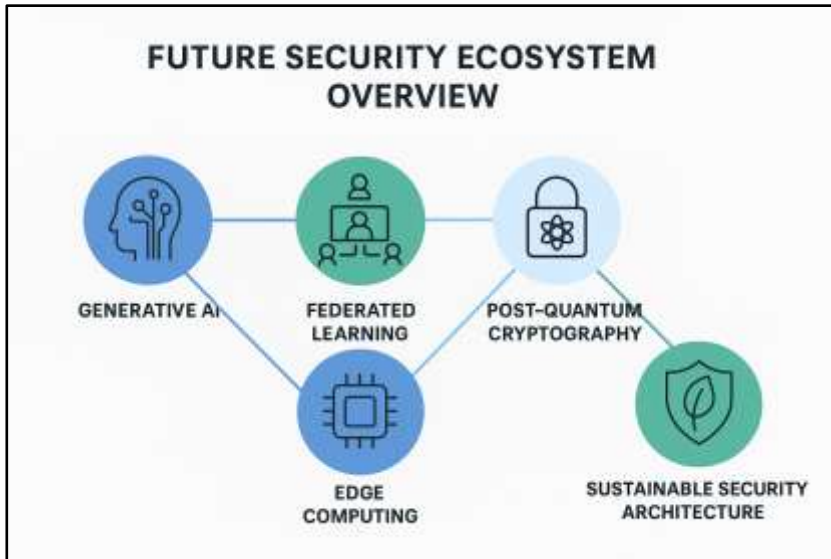 FUTURE SECURITY ECOSYSTEM
OVERVIEW
GENERATIVE AI
FEDERATED
LEARNING
POST-QUANTUM
CRYPTOGRAPHY
EDGE
COMPUTING
SUSTAINABLE SECURITY
ARCHITECTURE